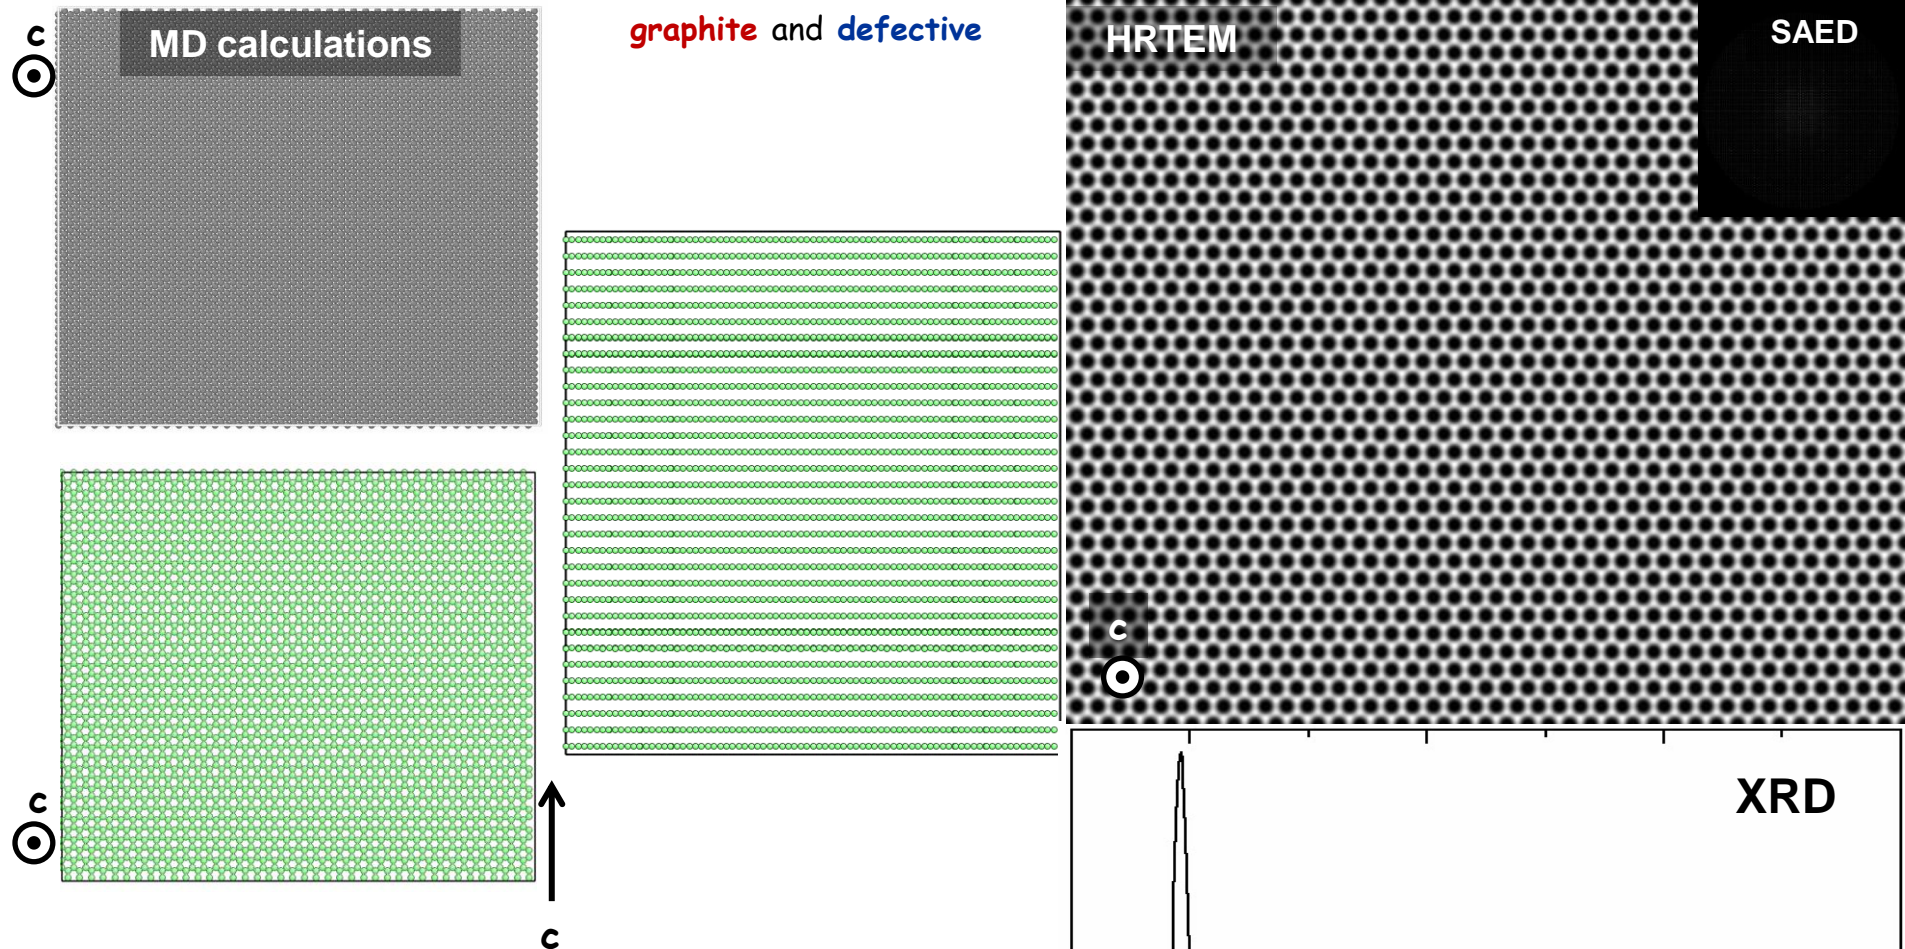 c
MD calculations
graphite and defective
HRTEM
SAED
c
c
c
XRD